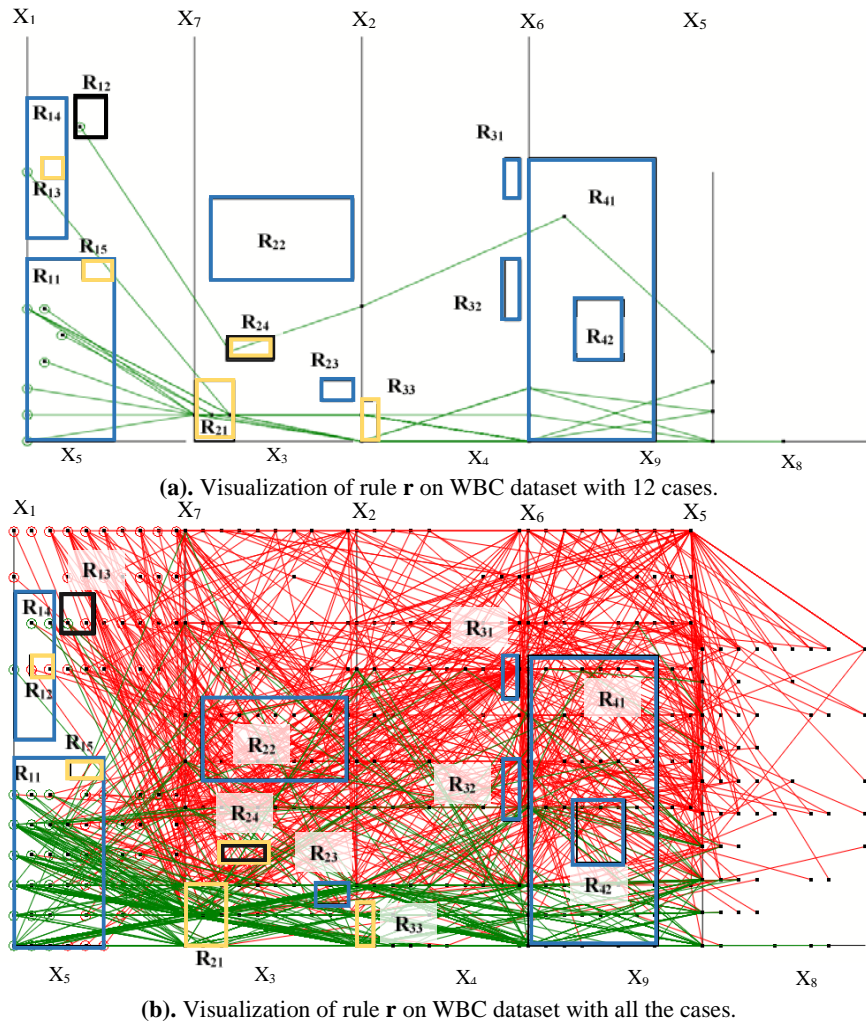 X₁ X₇ X₂ X₆ X₅
R₁₂
R₁₄
R₃₁
R₁₃
R₄₁
R₂₂
R₁₅
R₁₁
R₃₂
R₂₄
R₄₂
R₂₃
R₃₃
R₂₁
X₅ X₃ X₄ X₉ X₈
(a). Visualization of rule r on WBC dataset with 12 cases.
X₁ X₇ X₂ X₆ X₅
R₁₃
R₁₄
R₃₁
R₁₂
R₄₁
R₁₅
R₂₂
R₁₁
R₃₂
R₂₄
R₂₃
R₄₂
R₃₃
R₂₁
X₅ X₃ X₄ X₉ X₈
(b). Visualization of rule r on WBC dataset with all the cases.